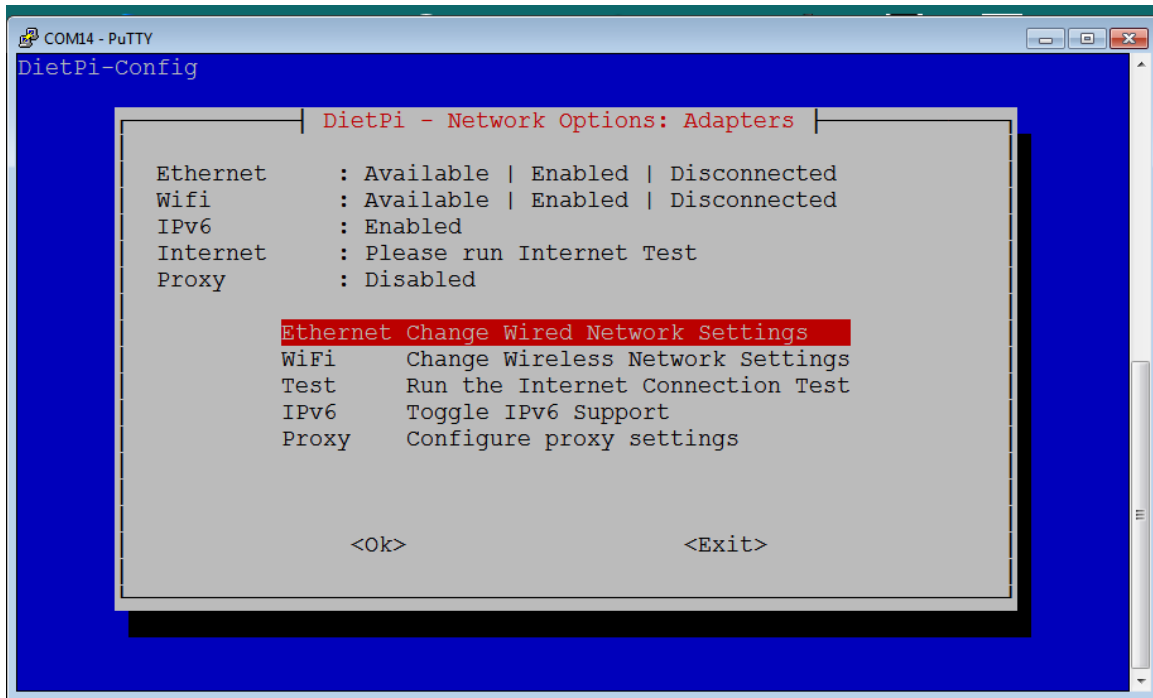 COM14 - PuTTY
DietPi-Config
DietPi - Network Options: Adapters
Ethernet : Available | Enabled | Disconnected
Wifi : Available | Enabled | Disconnected
IPv6 : Enabled
Internet : Please run Internet Test
Proxy : Disabled
Ethernet Change Wired Network Settings
WiFi Change Wireless Network Settings
Test Run the Internet Connection Test
IPv6 Toggle IPv6 Support
Proxy Configure proxy settings
<Ok> <Exit>